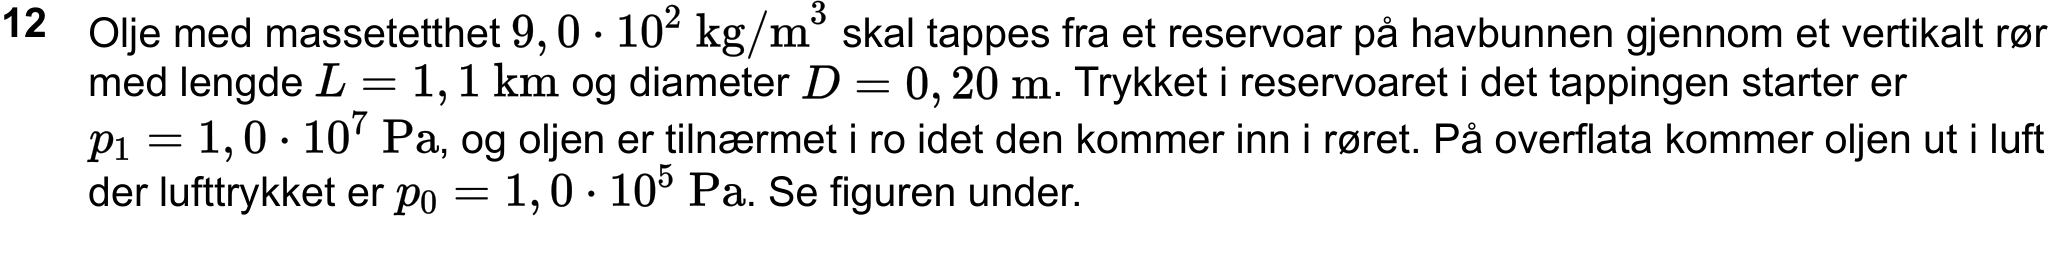 12 Olje med massetetthet 9,0 · 10² kg/m³ skal tappes fra et reservoar på havbunnen gjennom et vertikalt rør
med lengde L = 1,1 km og diameter D = 0,20 m. Trykket i reservoaret i det tappingen starter er
p₁ = 1,0 · 10⁷ Pa, og oljen er tilnærmet i ro idet den kommer inn i røret. På overflata kommer oljen ut i luft
der lufttrykket er p₀ = 1,0 · 10⁵ Pa. Se figuren under.